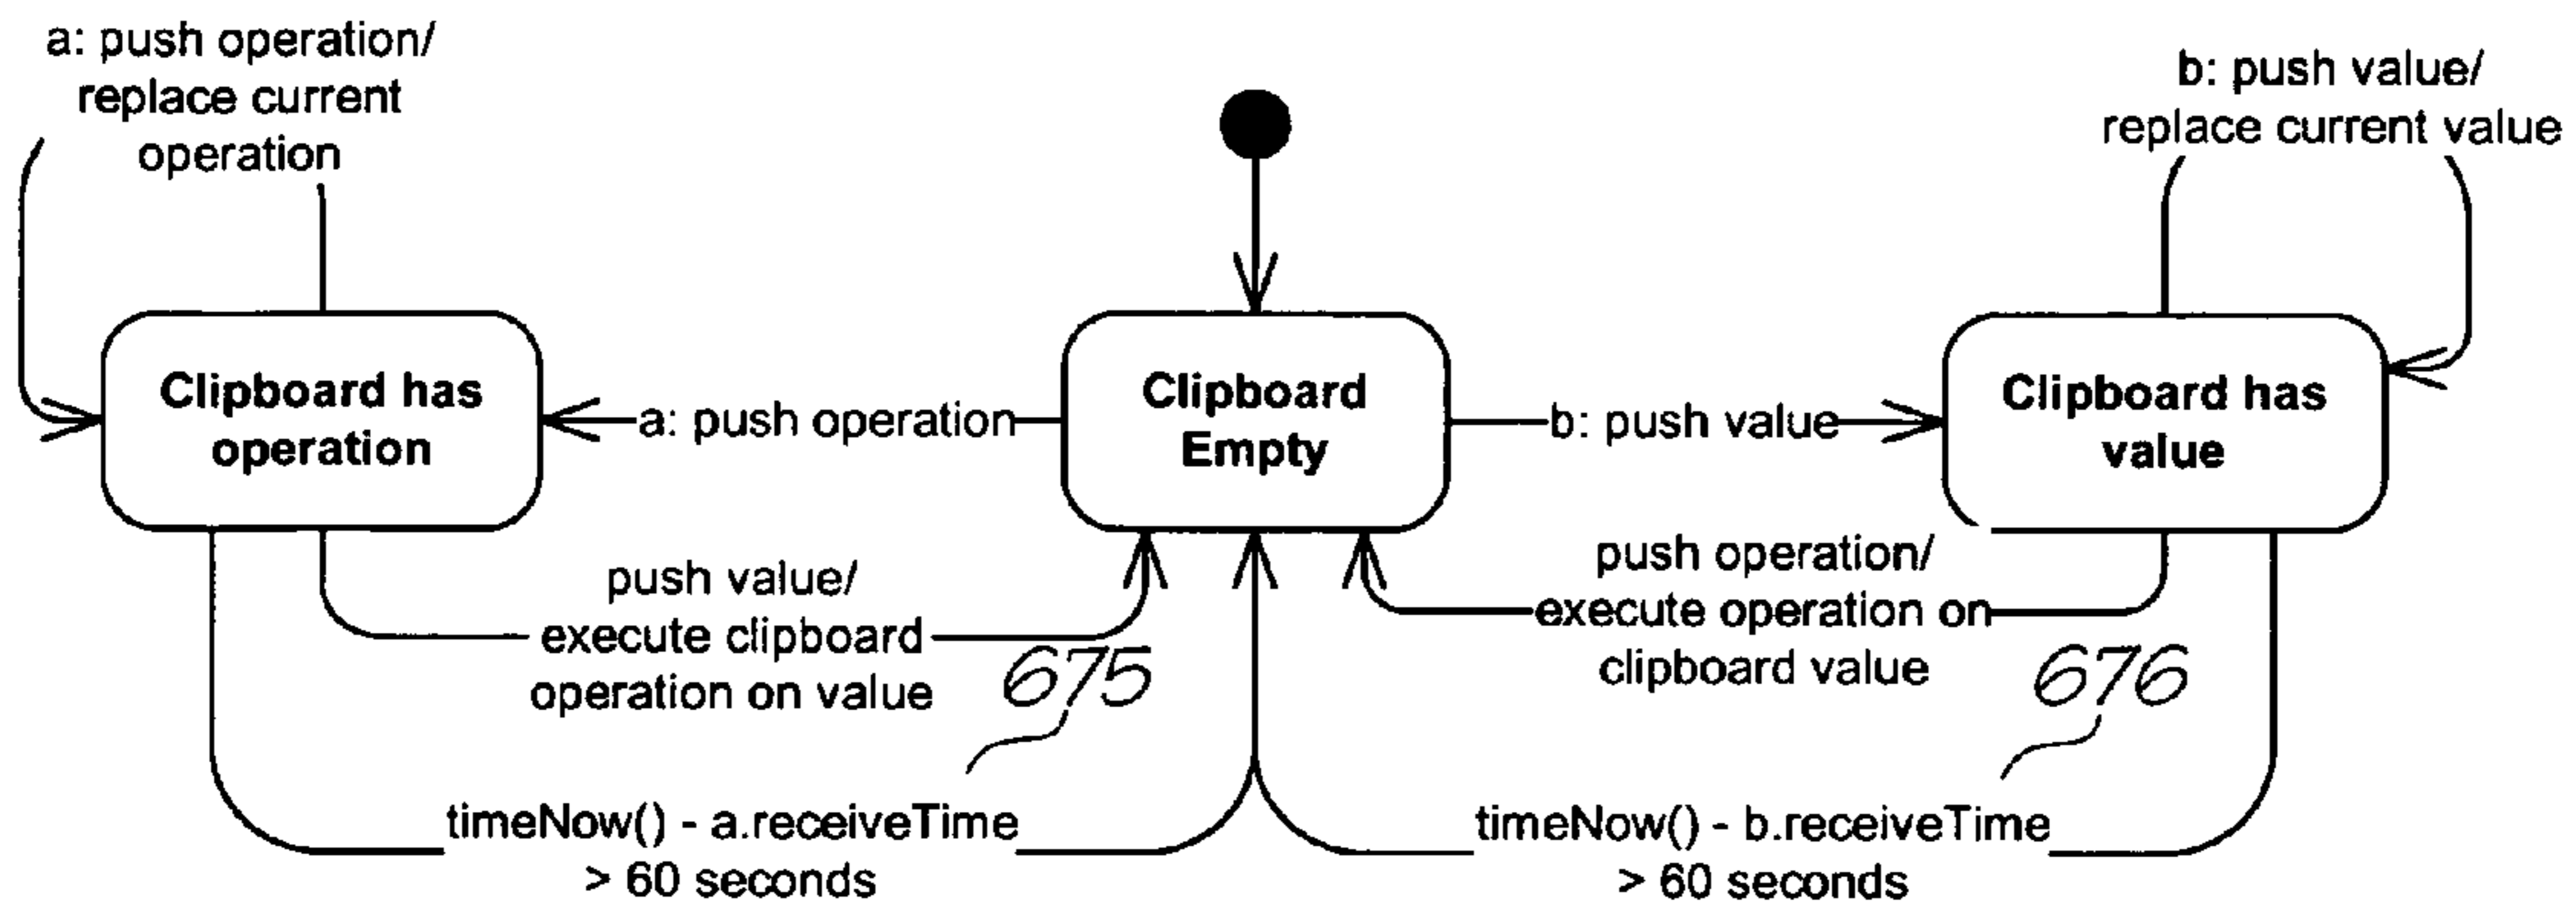 a: push operation/
replace current
operation
b: push value/
replace current value
Clipboard has
operation
a: push operation
Clipboard
Empty
b: push value
Clipboard has
value
push value/
execute clipboard
operation on value
675
push operation/
execute operation on
clipboard value
676
timeNow() - a.receiveTime
> 60 seconds
timeNow() - b.receiveTime
> 60 seconds